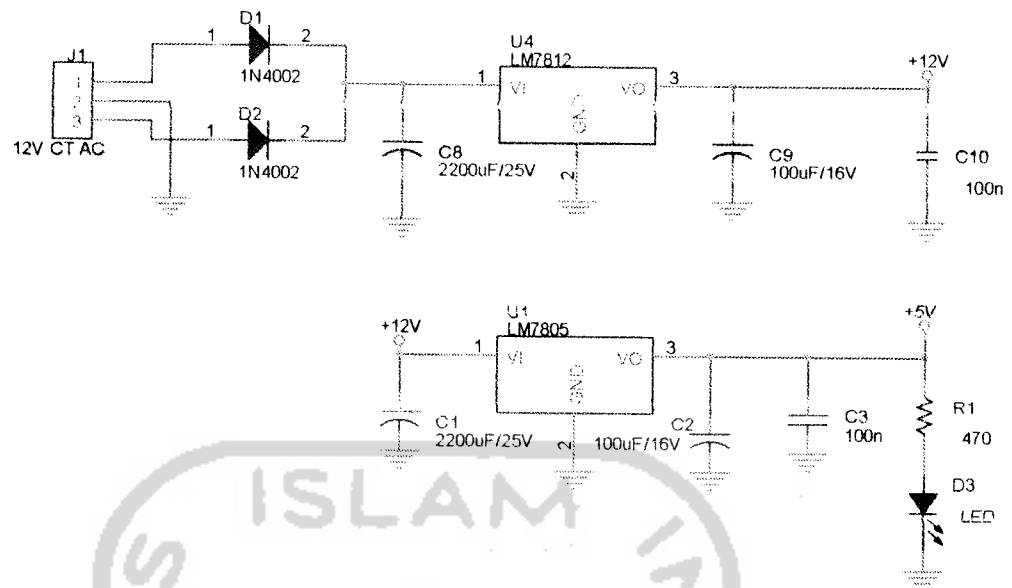 D1
1 2
1N4002
J1
1
2
3
12V CT AC
D2
1 2
1N4002
C8
2200uF/25V
U4
LM7812
1 VI VO 3
GND
2
C9
100uF/16V
+12V
C10
100n
+12V
U1
LM7805
1 VI VO 3
GND
2
C1
2200uF/25V
C2
100uF/16V
C3
100n
+5V
R1
470
D3
LED
ISLAM
S